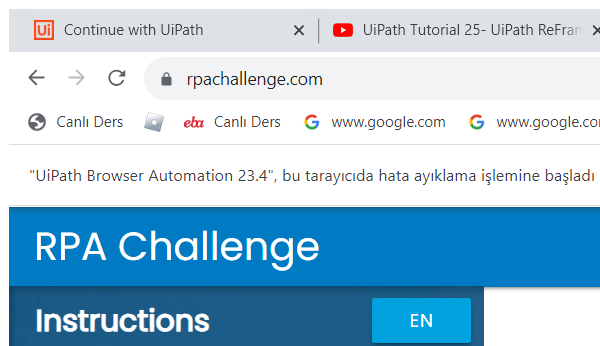 Ui Continue with UiPath UiPath Tutorial 25- UiPath ReFran
rpachallenge.com
Canlı Ders eba Canlı Ders www.google.com www.google.com
"UiPath Browser Automation 23.4", bu tarayıcıda hata ayıklama işlemine başladı
RPA Challenge
Instructions EN